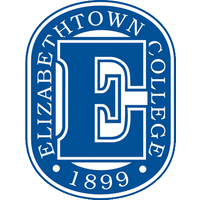 ELIZABETHTOWN COLLEGE
E
· 1899 ·